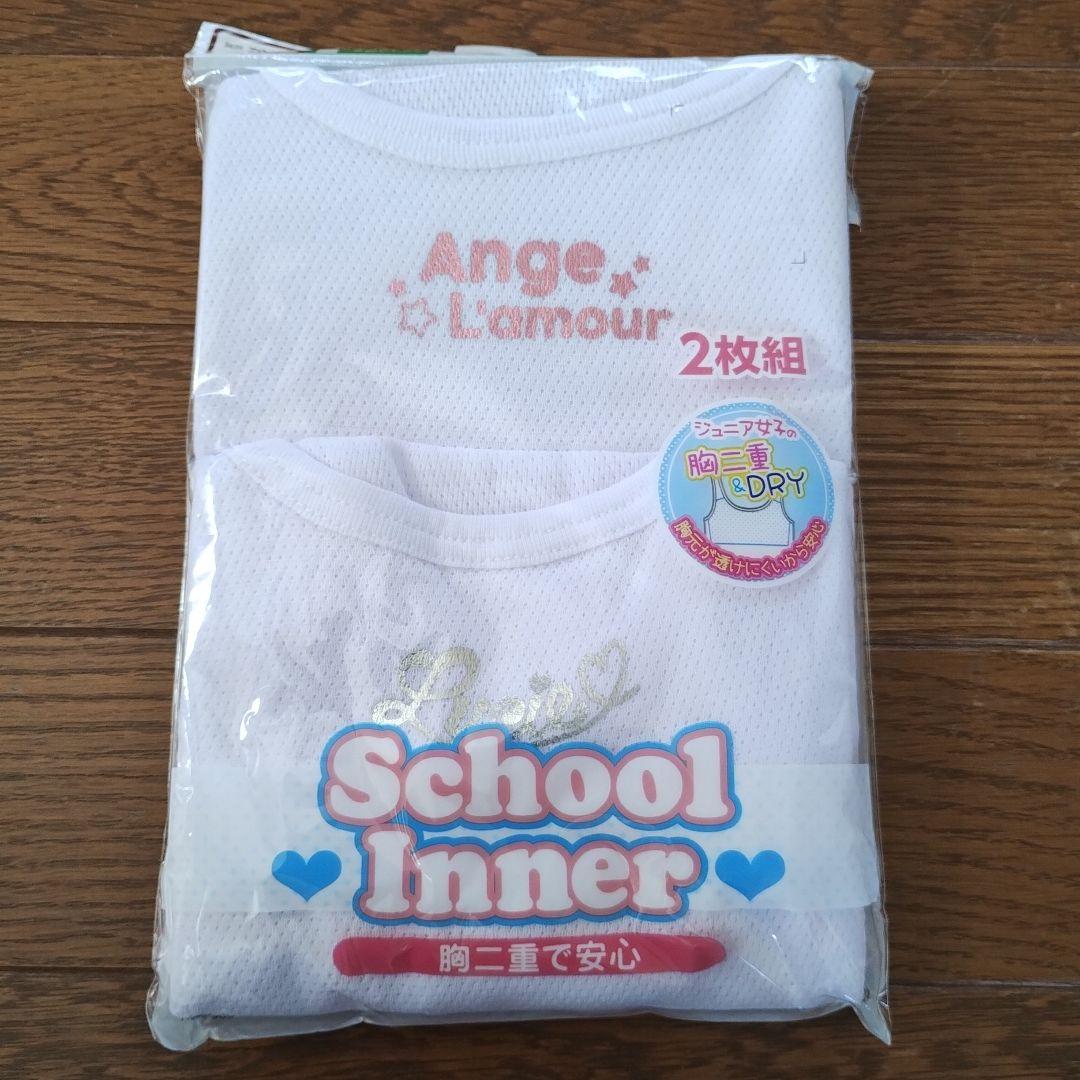 Ange
L'amour
2枚組
ジュニア女子の
胸二重
&DRY
胸元が透けにくいから安心
School
Inner
胸二重で安心